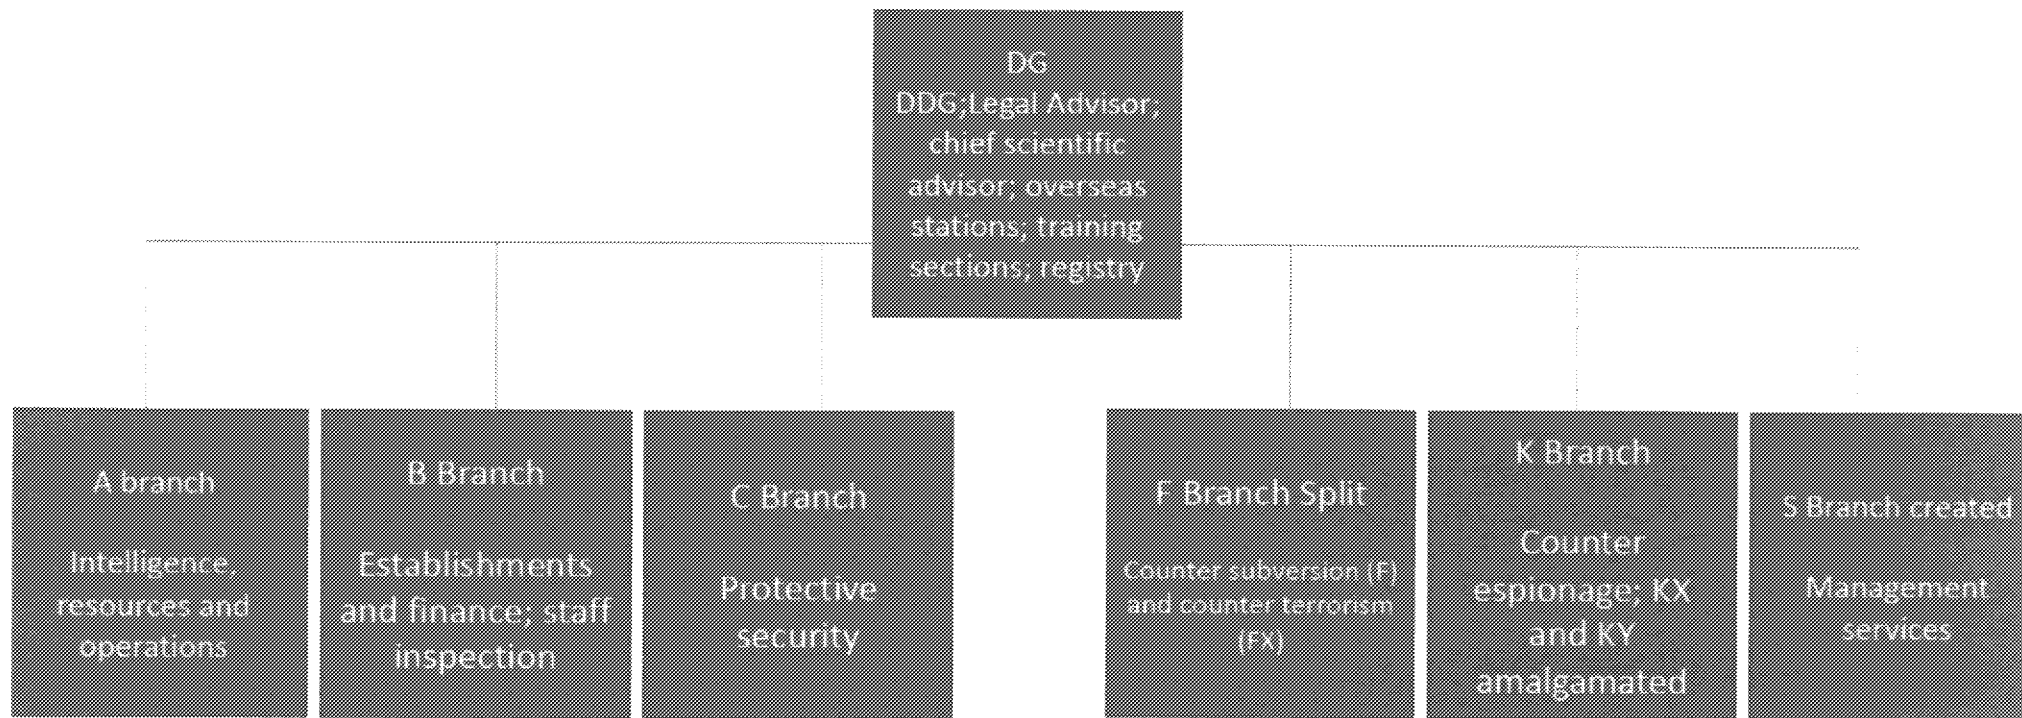 DG
DDG;Legal Advisor;
chief scientific
advisor; overseas
stations; training
sections; registry
A branch
Intelligence,
resources and
operations
B Branch
Establishments
and finance; staff
inspection
C Branch
Protective
security
F Branch Split
Counter subversion (F)
and counter terrorism
(FX)
K Branch
Counter
espionage; KX
and KY
amalgamated
S Branch created
Management
services